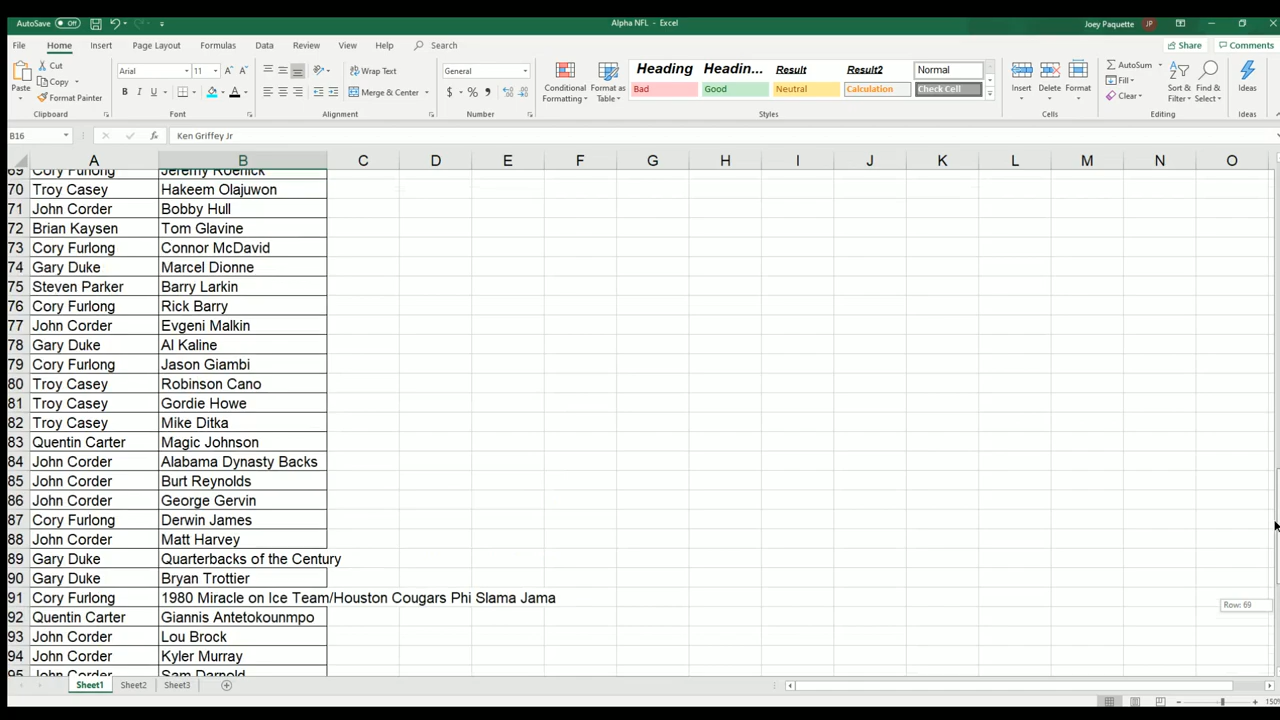 AutoSave Off Alpha NFL - Excel Joey Paquette JP
File Home Insert Page Layout Formulas Data Review View Help Search Share Comments
Paste Cut Copy Format Painter Clipboard
Arial 11 A A B I U A Font
Wrap Text Merge & Center Alignment
General $ % , Number
Conditional Formatting Format as Table
Heading Headin... Result Result2 Normal
Bad Good Neutral Calculation Check Cell
Styles
Insert Delete Format Cells
AutoSum Fill Clear Sort & Filter Find & Select Editing
Ideas Ideas
B16 fx Ken Griffey Jr
A B C D E F G H I J K L M N O
69 Cory Furlong Jeremy Roenick
70 Troy Casey Hakeem Olajuwon
71 John Corder Bobby Hull
72 Brian Kaysen Tom Glavine
73 Cory Furlong Connor McDavid
74 Gary Duke Marcel Dionne
75 Steven Parker Barry Larkin
76 Cory Furlong Rick Barry
77 John Corder Evgeni Malkin
78 Gary Duke Al Kaline
79 Cory Furlong Jason Giambi
80 Troy Casey Robinson Cano
81 Troy Casey Gordie Howe
82 Troy Casey Mike Ditka
83 Quentin Carter Magic Johnson
84 John Corder Alabama Dynasty Backs
85 John Corder Burt Reynolds
86 John Corder George Gervin
87 Cory Furlong Derwin James
88 John Corder Matt Harvey
89 Gary Duke Quarterbacks of the Century
90 Gary Duke Bryan Trottier
91 Cory Furlong 1980 Miracle on Ice Team/Houston Cougars Phi Slama Jama
92 Quentin Carter Giannis Antetokounmpo
93 John Corder Lou Brock
94 John Corder Kyler Murray
95 John Corder Sam Darnold
Row: 69
Sheet1 Sheet2 Sheet3
150%